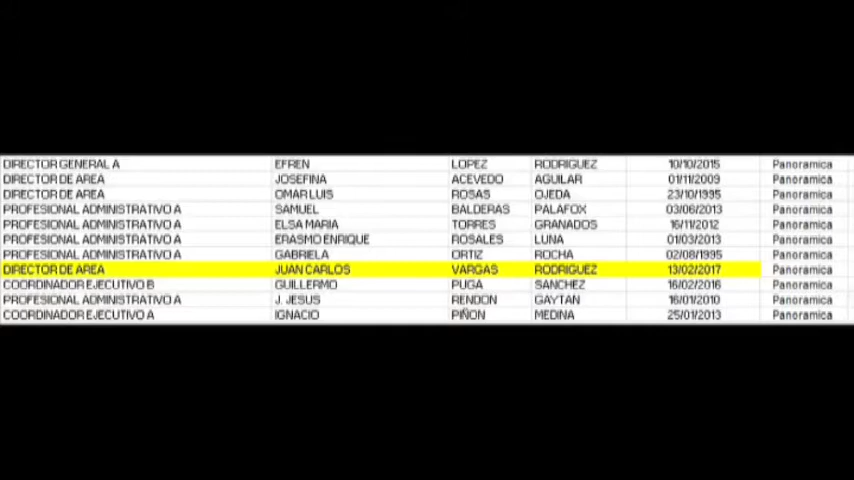 DIRECTOR GENERAL A EFREN LOPEZ RODRIGUEZ 10/10/2015 Panoramica
DIRECTOR DE AREA JOSEFINA ACEVEDO AGUILAR 01/11/2009 Panoramica
DIRECTOR DE AREA OMAR LUIS ROSAS OJEDA 23/10/1995 Panoramica
PROFESIONAL ADMINISTRATIVO A SAMUEL BALDERAS PALAFOX 03/06/2013 Panoramica
PROFESIONAL ADMINISTRATIVO A ELSA MARIA TORRES GRANADOS 16/11/2012 Panoramica
PROFESIONAL ADMINISTRATIVO A ERASMO ENRIQUE ROSALES LUNA 01/03/2013 Panoramica
PROFESIONAL ADMINISTRATIVO A GABRIELA ORTIZ ROCHA 02/08/1995 Panoramica
DIRECTOR DE AREA JUAN CARLOS VARGAS RODRIGUEZ 13/02/2017 Panoramica
COORDINADOR EJECUTIVO B GUILLERMO PUGA SANCHEZ 16/02/2016 Panoramica
PROFESIONAL ADMINISTRATIVO A J. JESUS RENDON GAYTAN 16/01/2010 Panoramica
COORDINADOR EJECUTIVO A IGNACIO PIÑON MEDINA 25/01/2013 Panoramica